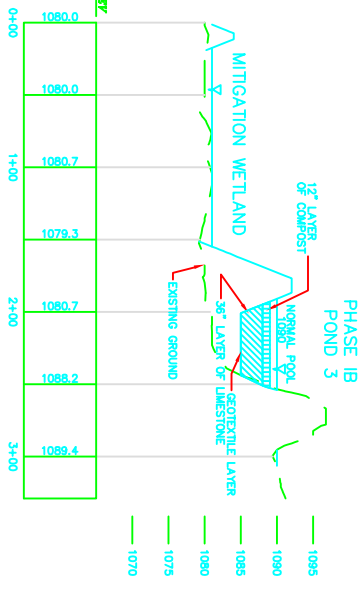 PHASE IB
POND 3
12" LAYER
OF COMPOST
NORMAL POOL
1090
MITIGATION WETLAND
EXISTING GROUND
36" LAYER OF
LIMESTONE
GEOTEXTILE LAYER
1095
1090
1085
1080
1075
1070
1080.0
1080.0
1080.7
1079.3
1080.7
1088.2
1089.4
0+00
1+00
2+00
3+00